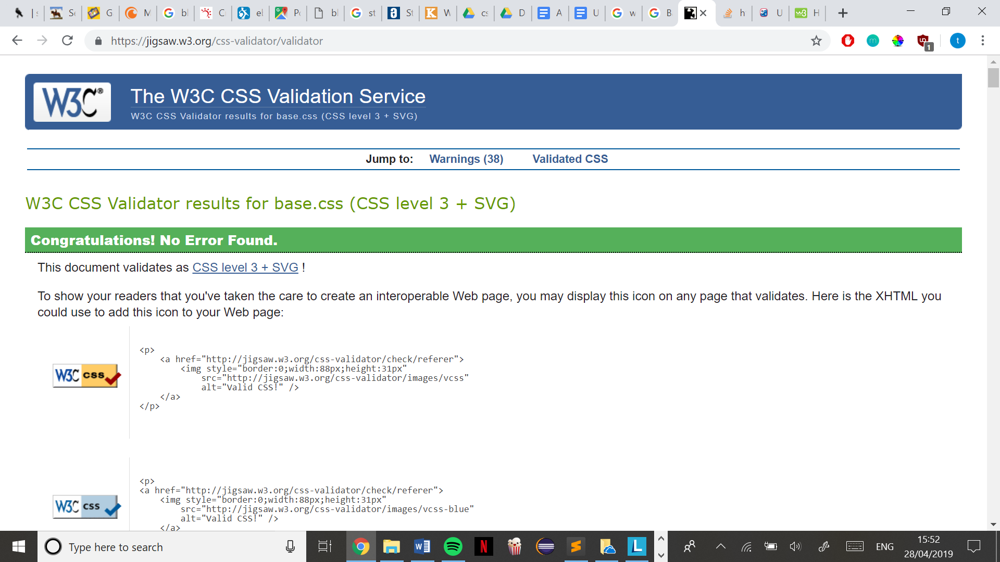 https://jigsaw.w3.org/css-validator/validator
1
t
W3C®
The W3C CSS Validation Service
W3C CSS Validator results for base.css (CSS level 3 + SVG)
Jump to: Warnings (38) Validated CSS
W3C CSS Validator results for base.css (CSS level 3 + SVG)
Congratulations! No Error Found.
This document validates as CSS level 3 + SVG !
To show your readers that you've taken the care to create an interoperable Web page, you may display this icon on any page that validates. Here is the XHTML you
could use to add this icon to your Web page:
W3C css
<p>
<a href="http://jigsaw.w3.org/css-validator/check/referer">
<img style="border:0;width:88px;height:31px"
src="http://jigsaw.w3.org/css-validator/images/vcss"
alt="Valid CSS!" />
</a>
</p>
W3C css
<p>
<a href="http://jigsaw.w3.org/css-validator/check/referer">
<img style="border:0;width:88px;height:31px"
src="http://jigsaw.w3.org/css-validator/images/vcss-blue"
alt="Valid CSS!" />
</a>
Type here to search
ENG
15:52
28/04/2019